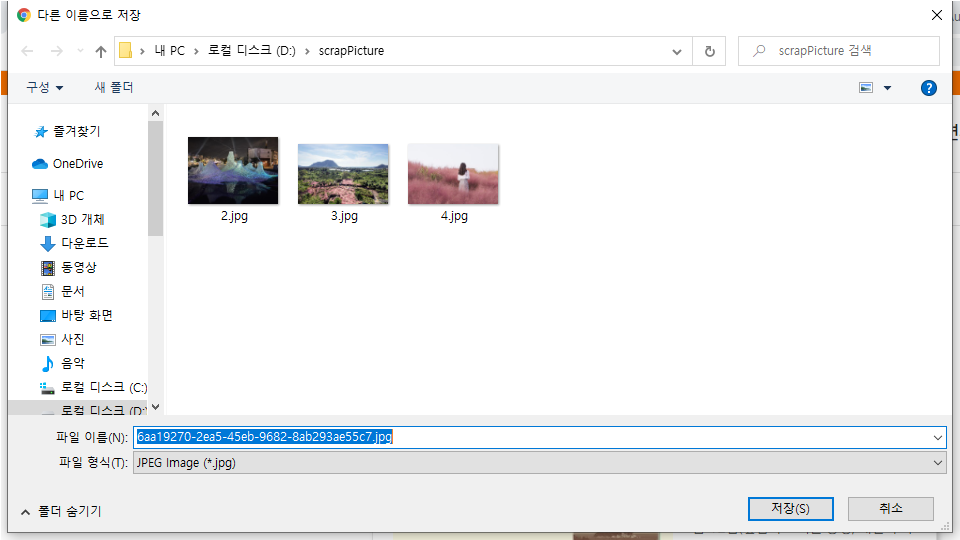 다른 이름으로 저장
내 PC > 로컬 디스크 (D:) > scrapPicture
scrapPicture 검색
구성
새 폴더
즐겨찾기
OneDrive
내 PC
3D 개체
다운로드
동영상
문서
바탕 화면
사진
음악
로컬 디스크 (C:)
로컬 디스크 (D:)
2.jpg
3.jpg
4.jpg
파일 이름(N):
6aa19270-2ea5-45eb-9682-8ab293ae55c7.jpg
파일 형식(T):
JPEG Image (*.jpg)
폴더 숨기기
저장(S)
취소